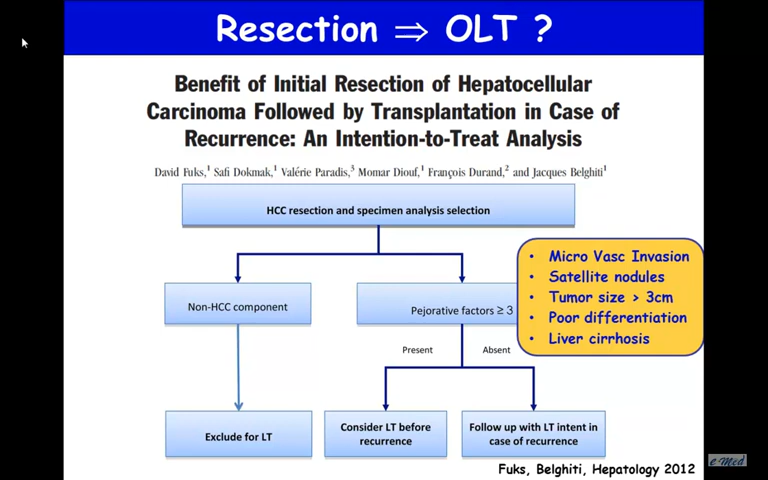 Resection ⇒ OLT ?
Benefit of Initial Resection of Hepatocellular
Carcinoma Followed by Transplantation in Case of
Recurrence: An Intention-to-Treat Analysis
David Fuks,1 Safi Dokmak,1 Valérie Paradis,3 Momar Diouf,1 François Durand,2 and Jacques Belghiti1
HCC resection and specimen analysis selection
Non-HCC component
Pejorative factors ≥ 3
• Micro Vasc Invasion
• Satellite nodules
• Tumor size > 3cm
• Poor differentiation
• Liver cirrhosis
Present
Absent
Exclude for LT
Consider LT before
recurrence
Follow up with LT intent in
case of recurrence
Fuks, Belghiti, Hepatology 2012
e-Med